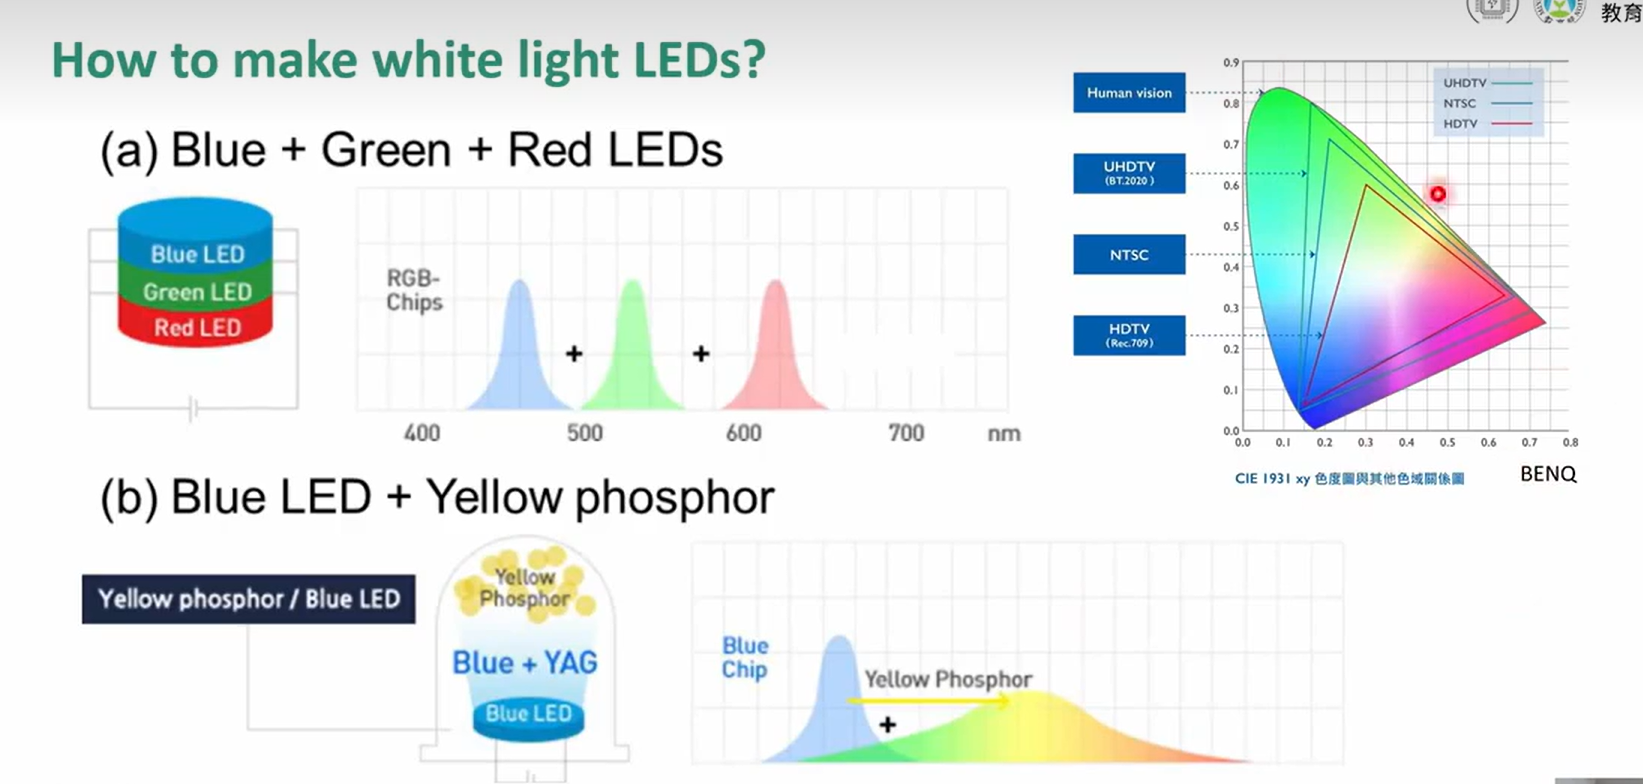 教育
How to make white light LEDs?
(a) Blue + Green + Red LEDs
Blue LED
Green LED
Red LED
RGB-
Chips
+
+
400 500 600 700 nm
Human vision
UHDTV
(BT.2020 )
NTSC
HDTV
(Rec.709)
UHDTV
NTSC
HDTV
0.9
0.8
0.7
0.6
0.5
0.4
0.3
0.2
0.1
0.0
0.0 0.1 0.2 0.3 0.4 0.5 0.6 0.7 0.8
CIE 1931 xy 色度圖與其他色域關係圖
BENQ
(b) Blue LED + Yellow phosphor
Yellow phosphor / Blue LED
Yellow
Phosphor
Blue + YAG
Blue LED
Blue
Chip
Yellow Phosphor
+